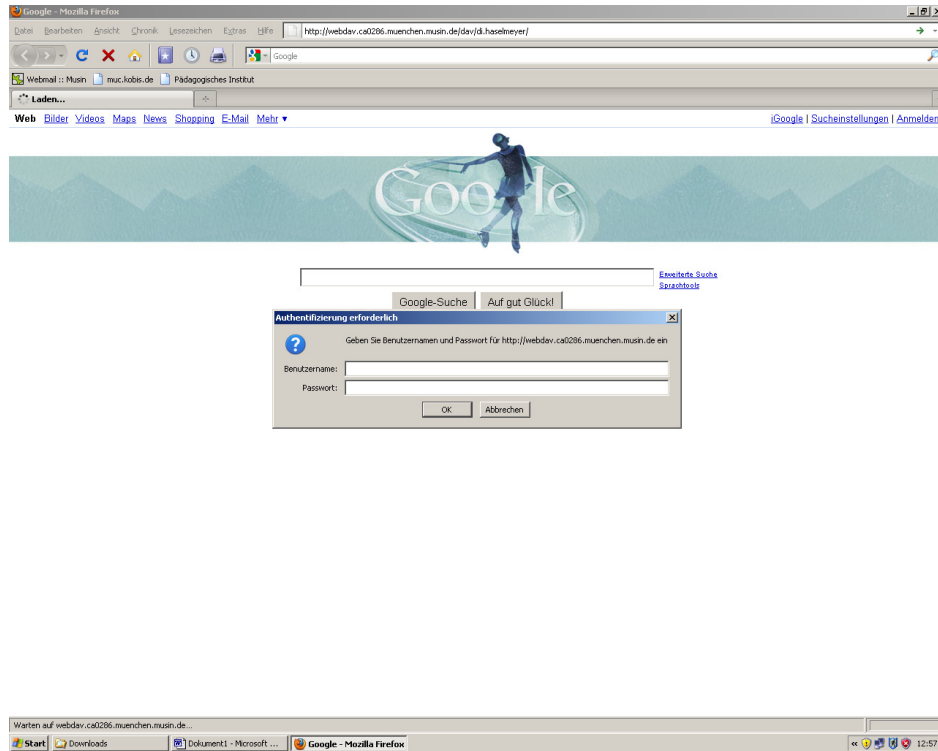 Google - Mozilla Firefox
Datei Bearbeiten Ansicht Chronik Lesezeichen Extras Hilfe http://webdav.ca0286.muenchen.musin.de/dav/di.haselmeyer/
Google
Webmail :: Musin muc.kobis.de Pädagogisches Institut
Laden...
Web Bilder Videos Maps News Shopping E-Mail Mehr ▼ iGoogle | Sucheinstellungen | Anmelden
Google
Erweiterte Suche
Sprachtools
Google-Suche Auf gut Glück!
Authentifizierung erforderlich
Geben Sie Benutzernamen und Passwort für http://webdav.ca0286.muenchen.musin.de ein
Benutzername:
Passwort:
OK Abbrechen
Warten auf webdav.ca0286.muenchen.musin.de...
Start Downloads Dokument1 - Microsoft ... Google - Mozilla Firefox 12:57